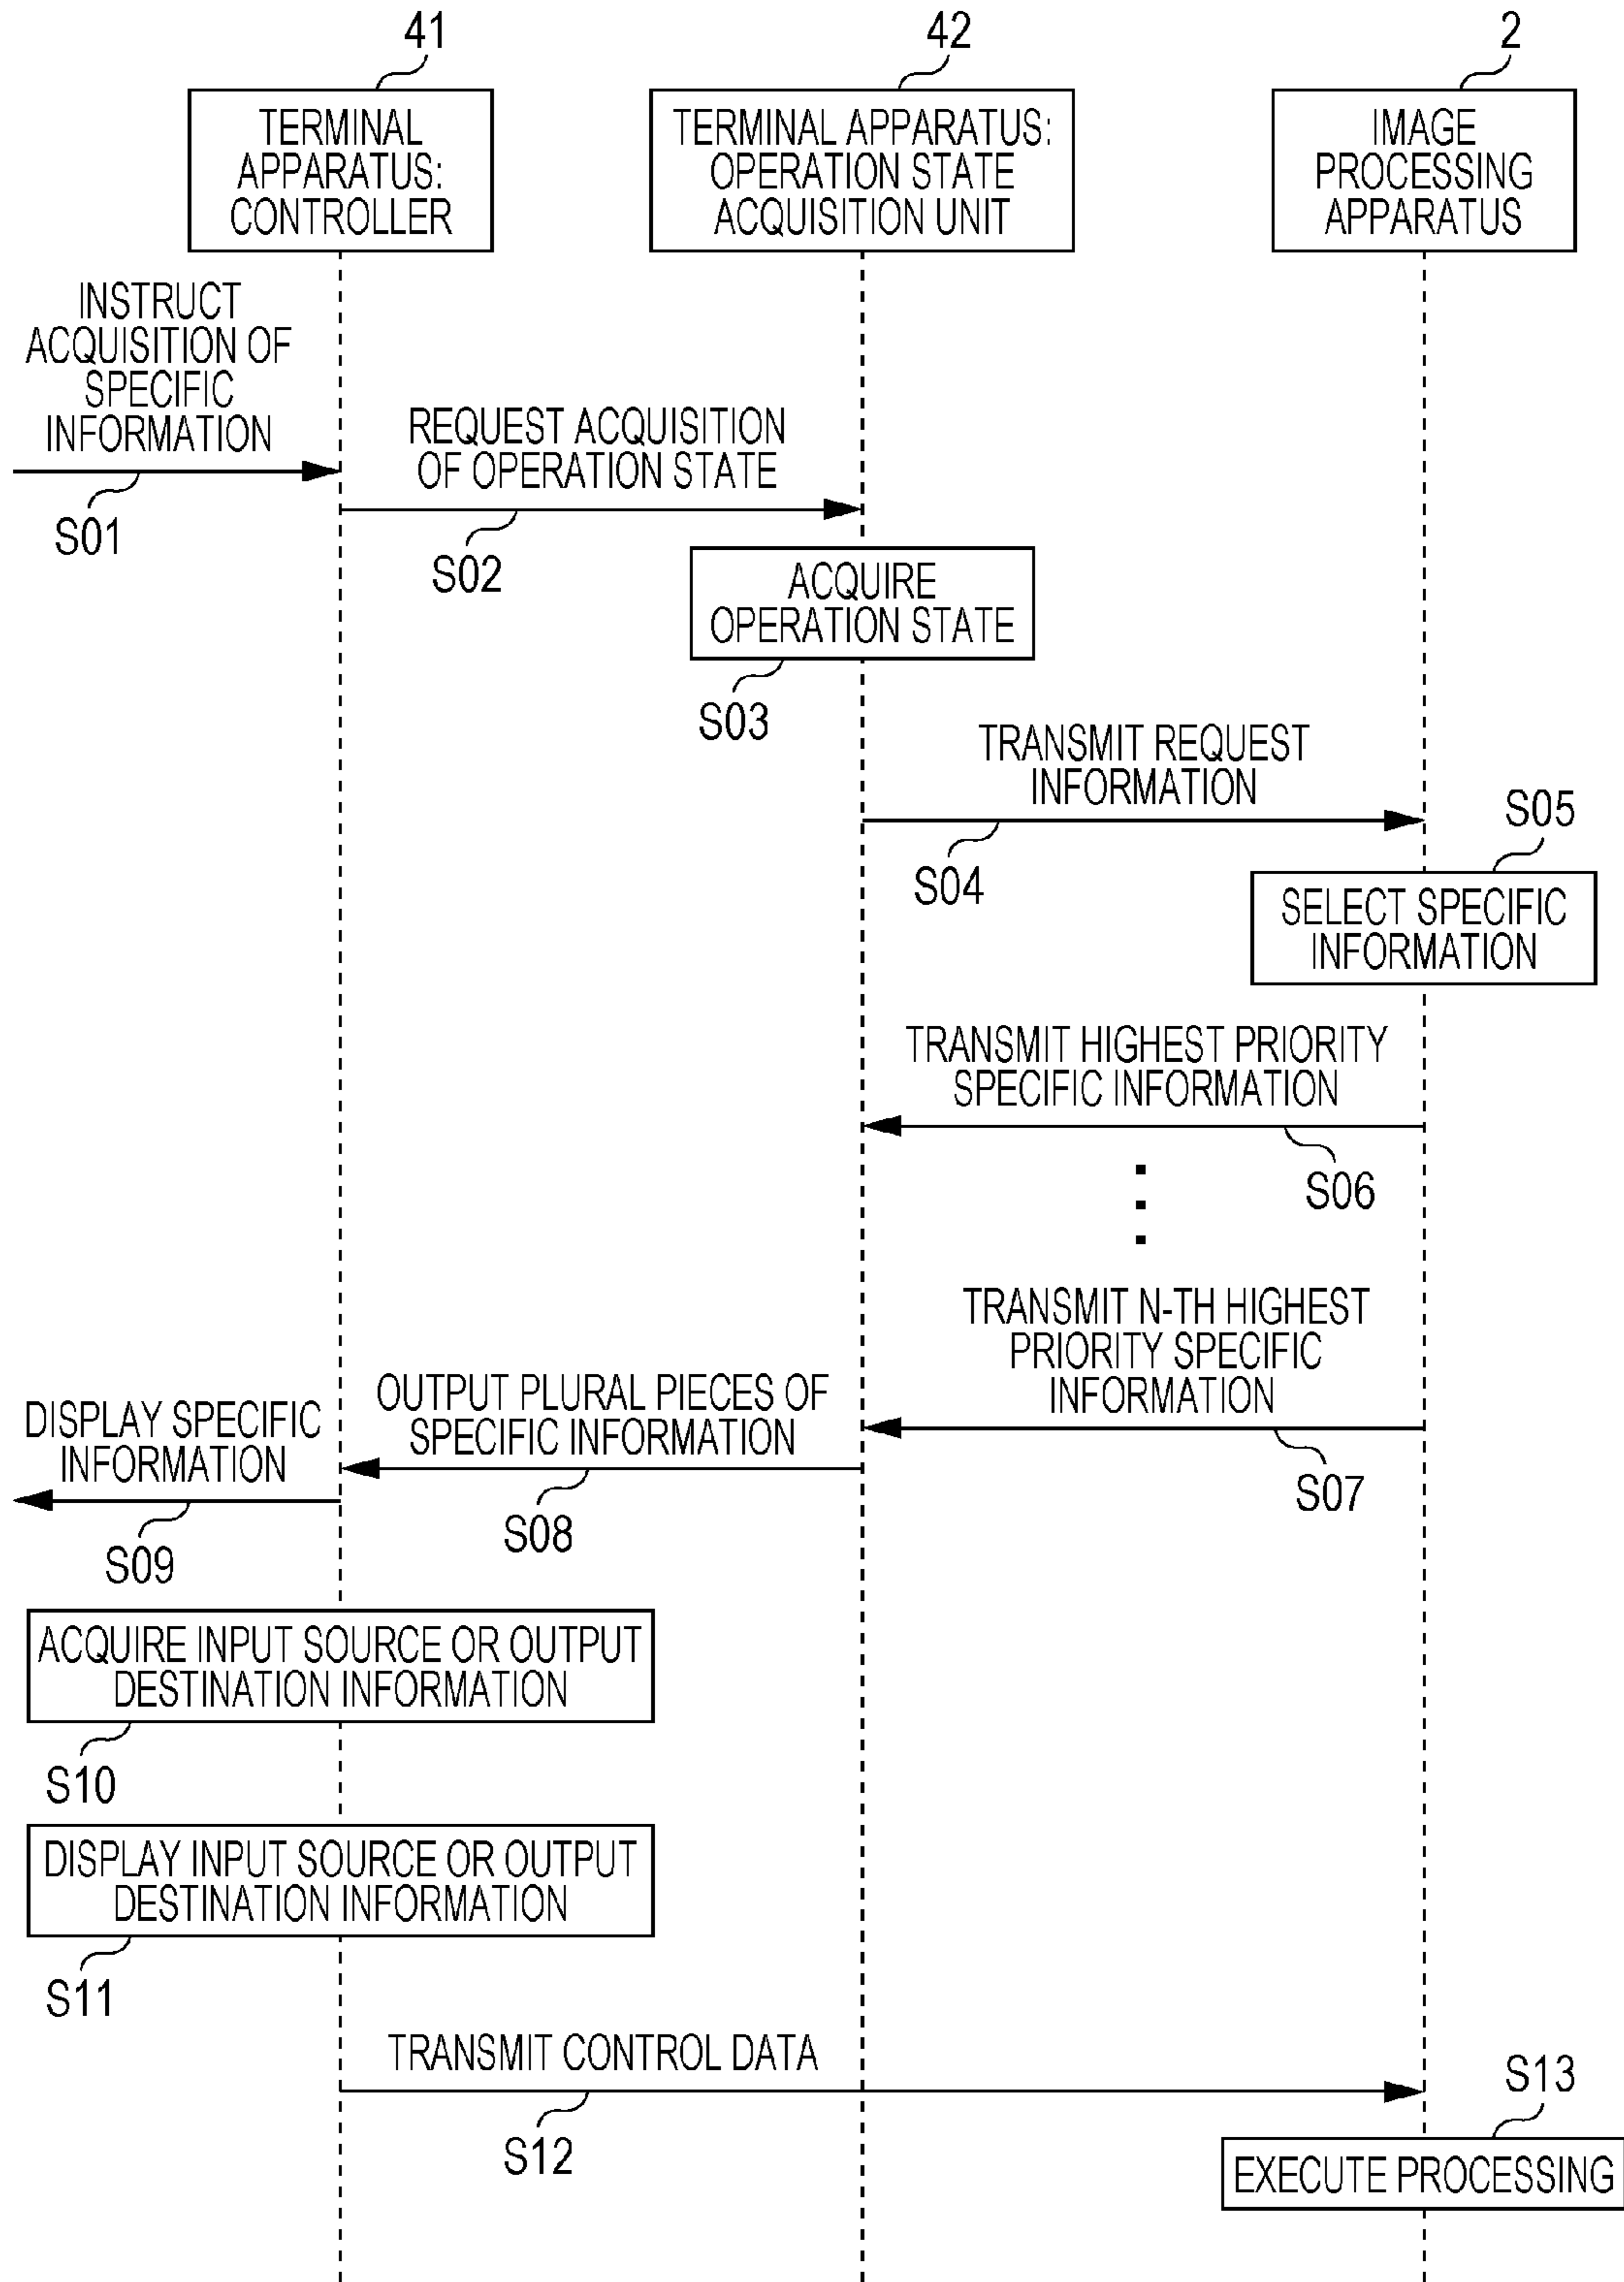 41
42
2
TERMINAL
APPARATUS:
CONTROLLER
TERMINAL APPARATUS:
OPERATION STATE
ACQUISITION UNIT
IMAGE
PROCESSING
APPARATUS
INSTRUCT
ACQUISITION OF
SPECIFIC
INFORMATION
S01
REQUEST ACQUISITION
OF OPERATION STATE
S02
ACQUIRE
OPERATION STATE
S03
TRANSMIT REQUEST
INFORMATION
S04
S05
SELECT SPECIFIC
INFORMATION
TRANSMIT HIGHEST PRIORITY
SPECIFIC INFORMATION
S06
TRANSMIT N-TH HIGHEST
PRIORITY SPECIFIC
INFORMATION
S07
OUTPUT PLURAL PIECES OF
SPECIFIC INFORMATION
S08
DISPLAY SPECIFIC
INFORMATION
S09
ACQUIRE INPUT SOURCE OR OUTPUT
DESTINATION INFORMATION
S10
DISPLAY INPUT SOURCE OR OUTPUT
DESTINATION INFORMATION
S11
TRANSMIT CONTROL DATA
S12
S13
EXECUTE PROCESSING